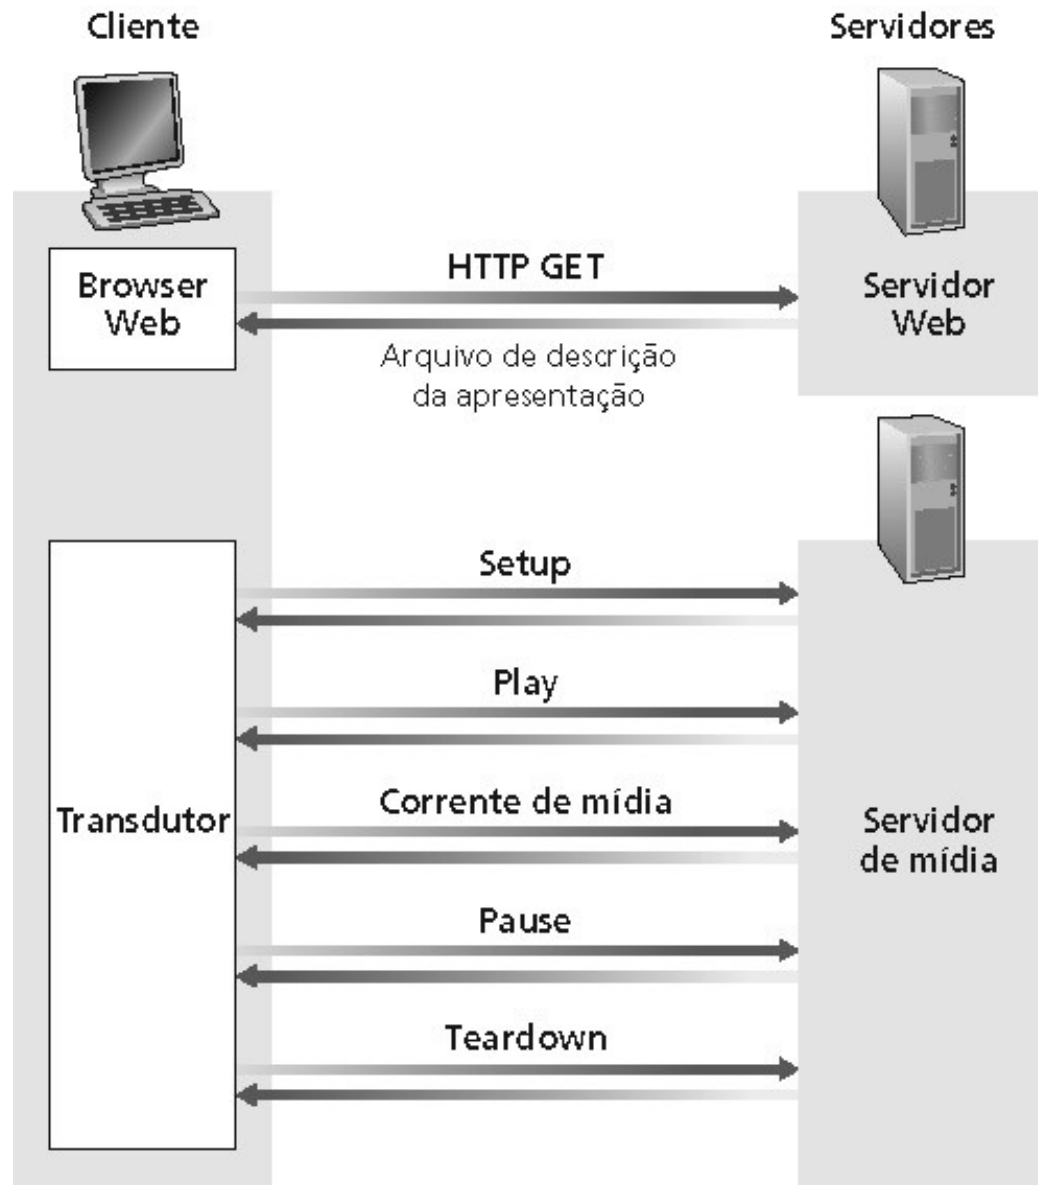 Cliente
Servidores
HTTP GET
Browser
Web
Servidor
Web
Arquivo de descrição
da apresentação
Setup
Play
Corrente de mídia
Transdutor
Servidor
de mídia
Pause
Teardown